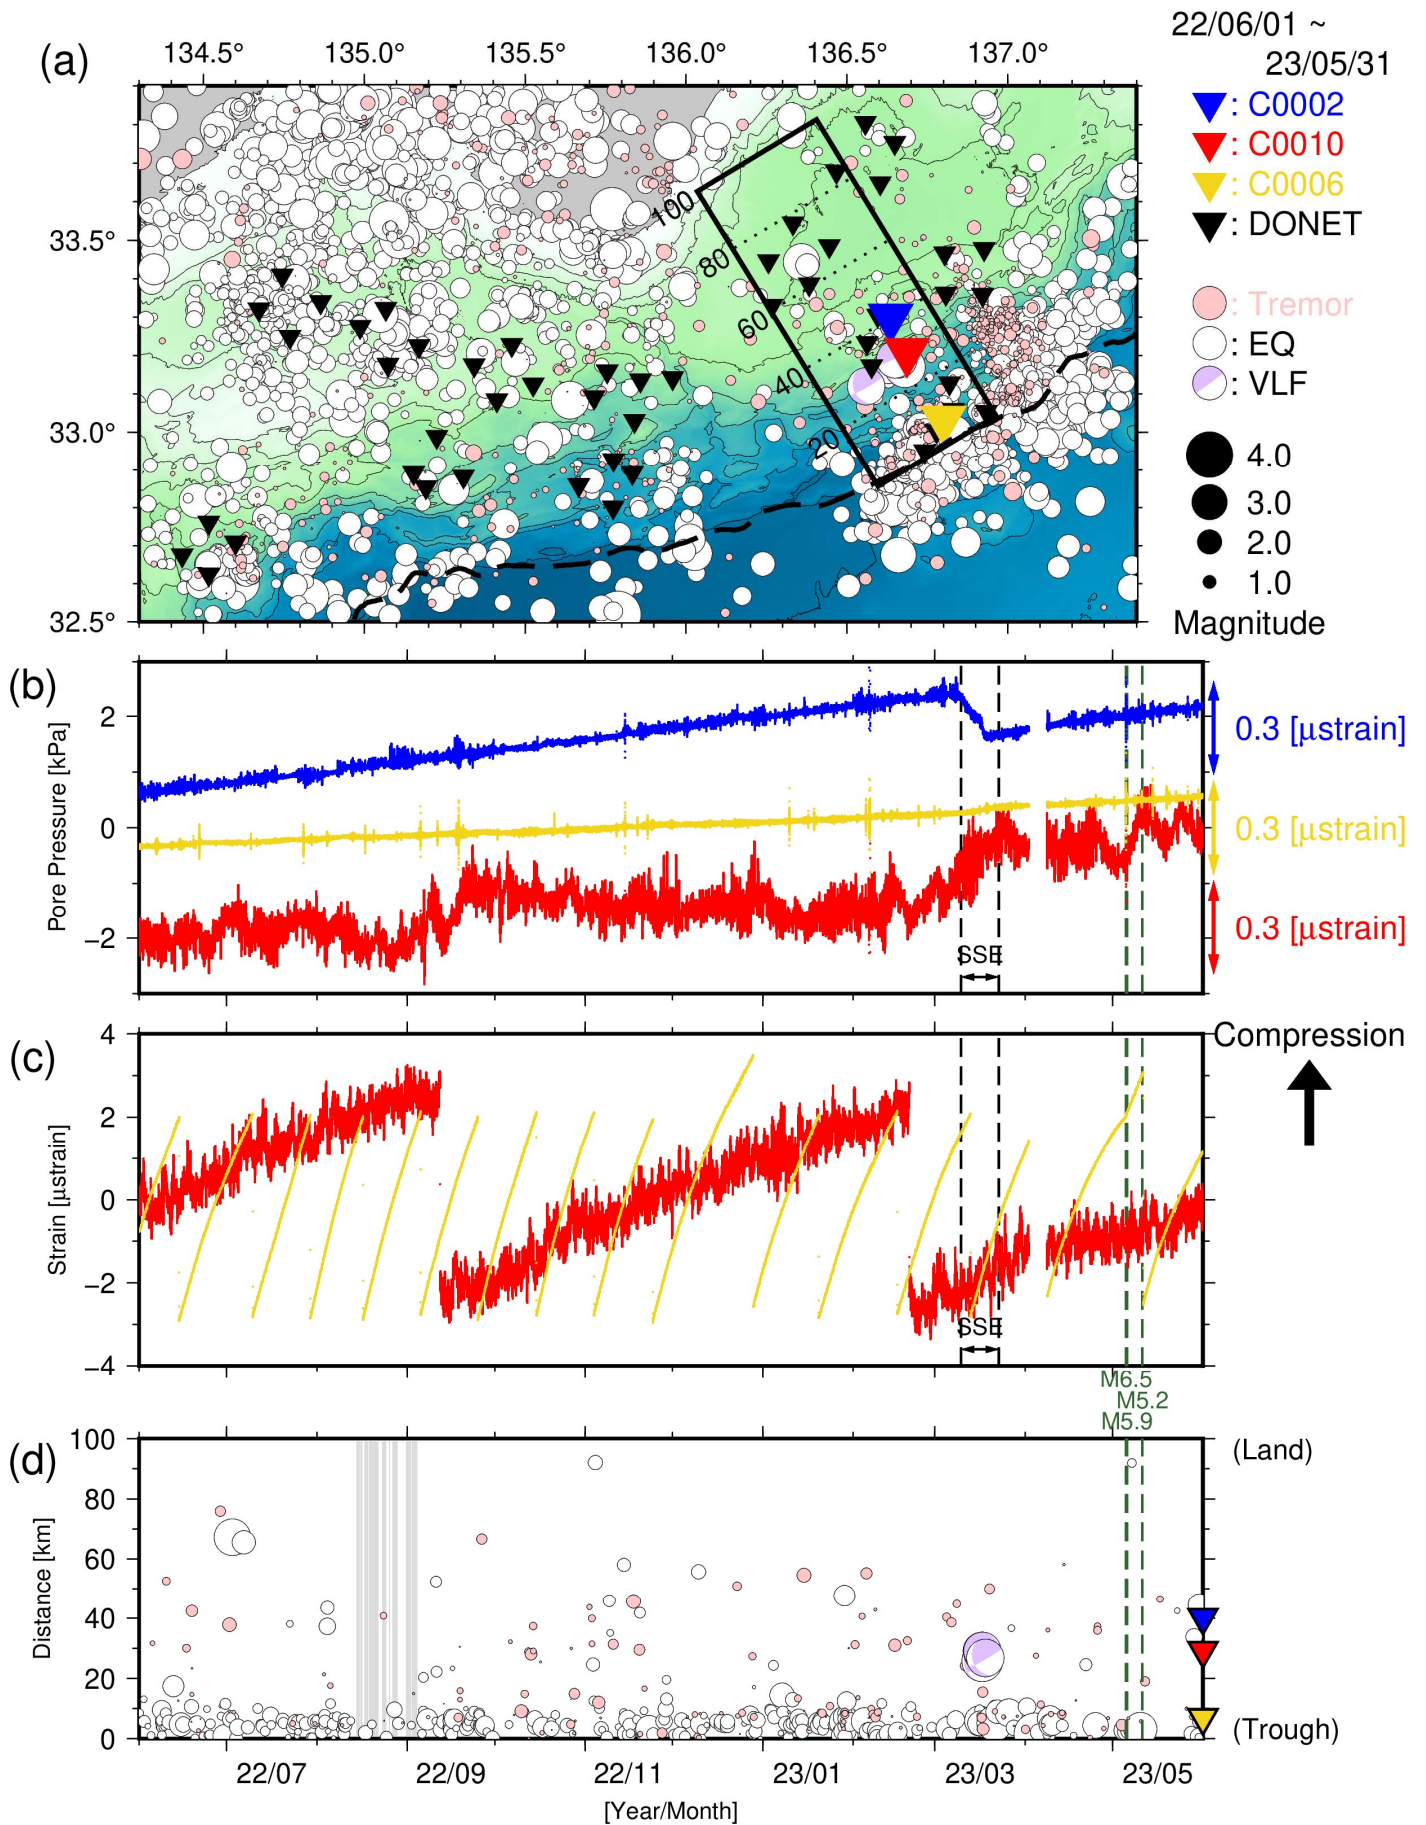 (a)
134.5° 135.0° 135.5° 136.0° 136.5° 137.0°
22/06/01 ~
23/05/31
: C0002
: C0010
: C0006
: DONET
: Tremor
: EQ
: VLF
4.0
3.0
2.0
1.0
Magnitude
33.5°
33.0°
32.5°
100
80
60
40
20
(b)
Pore Pressure [kPa]
2
0
−2
0.3 [μstrain]
0.3 [μstrain]
0.3 [μstrain]
SSE
(c)
Strain [μstrain]
4
2
0
−2
−4
Compression
SSE
M6.5
M5.2
M5.9
(d)
Distance [km]
100
80
60
40
20
0
(Land)
(Trough)
22/07 22/09 22/11 23/01 23/03 23/05
[Year/Month]